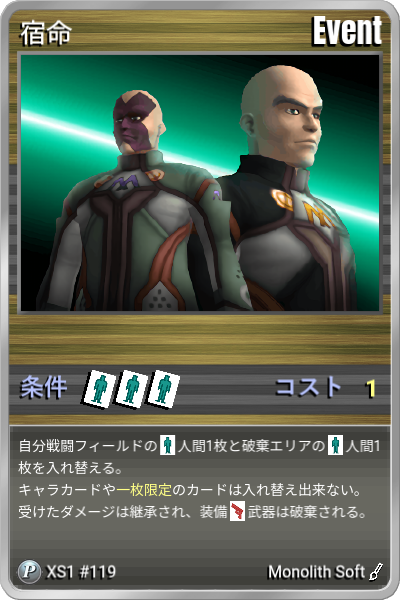 宿命 Event
条件 コスト 1
自分戦闘フィールドの人間1枚と破棄エリアの人間1
枚を入れ替える。
キャラカードや一枚限定のカードは入れ替え出来ない。
受けたダメージは継承され、装備武器は破棄される。
P XS1 #119 Monolith Soft